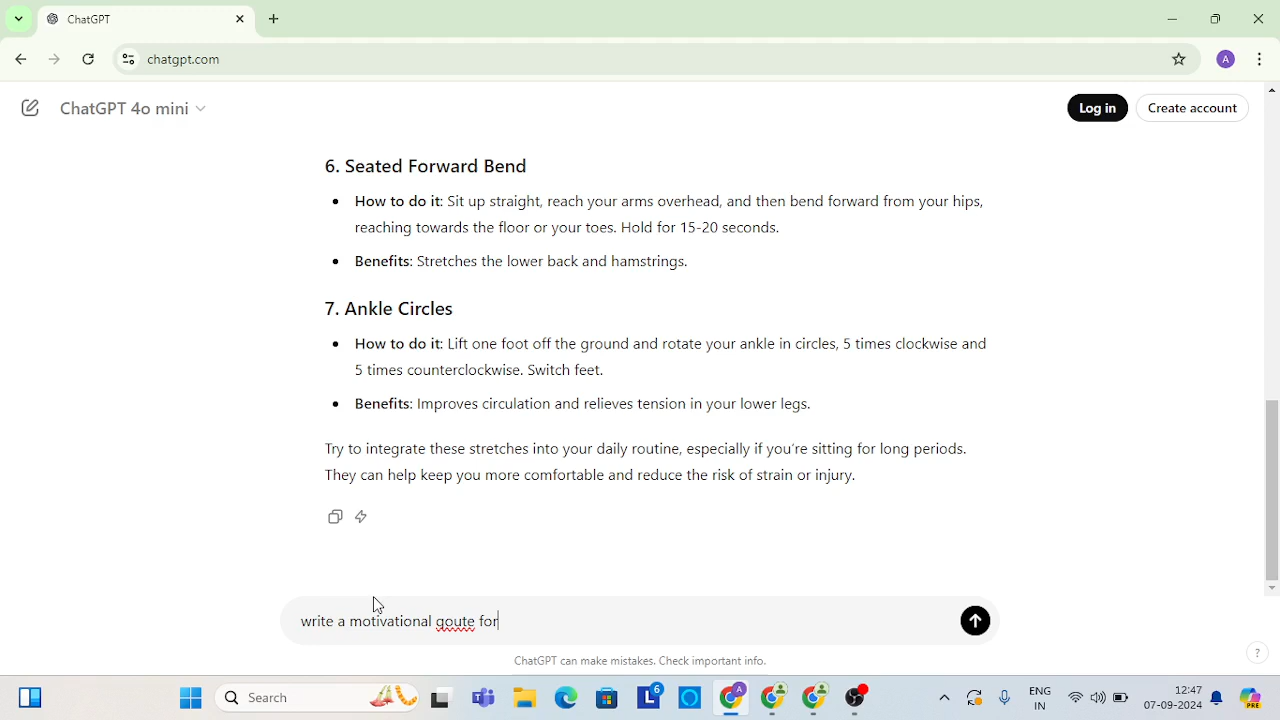 ChatGPT
chatgpt.com
A
ChatGPT 4o mini
Log in
Create account
6. Seated Forward Bend
How to do it: Sit up straight, reach your arms overhead, and then bend forward from your hips,
reaching towards the floor or your toes. Hold for 15-20 seconds.
Benefits: Stretches the lower back and hamstrings.
7. Ankle Circles
How to do it: Lift one foot off the ground and rotate your ankle in circles, 5 times clockwise and
5 times counterclockwise. Switch feet.
Benefits: Improves circulation and relieves tension in your lower legs.
Try to integrate these stretches into your daily routine, especially if you're sitting for long periods.
They can help keep you more comfortable and reduce the risk of strain or injury.
write a motivational goute for
ChatGPT can make mistakes. Check important info.
?
Search
L
6
A
ENG
IN
12:47
07-08-2024
PRE